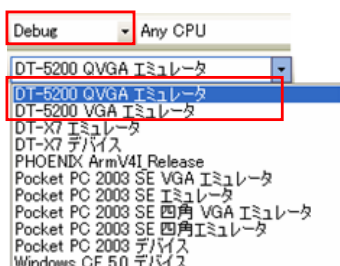 Debug Any CPU
DT-5200 QVGA エミュレータ
DT-5200 QVGA エミュレータ
DT-5200 VGA エミュレータ
DT-X7 エミュレータ
DT-X7 デバイス
PHOENIX ArmV4I_Release
Pocket PC 2003 SE VGA エミュレータ
Pocket PC 2003 SE エミュレータ
Pocket PC 2003 SE 四角 VGA エミュレータ
Pocket PC 2003 SE 四角エミュレータ
Pocket PC 2003 デバイス
Windows CE 5.0 デバイス